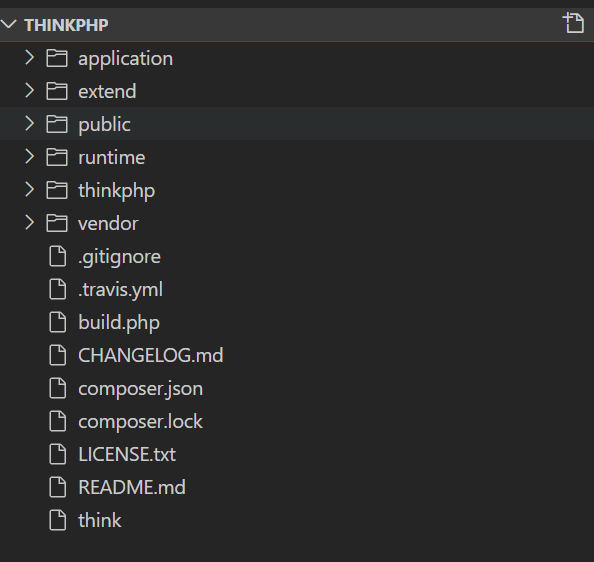 THINKPHP
application
extend
public
runtime
thinkphp
vendor
.gitignore
.travis.yml
build.php
CHANGELOG.md
composer.json
composer.lock
LICENSE.txt
README.md
think